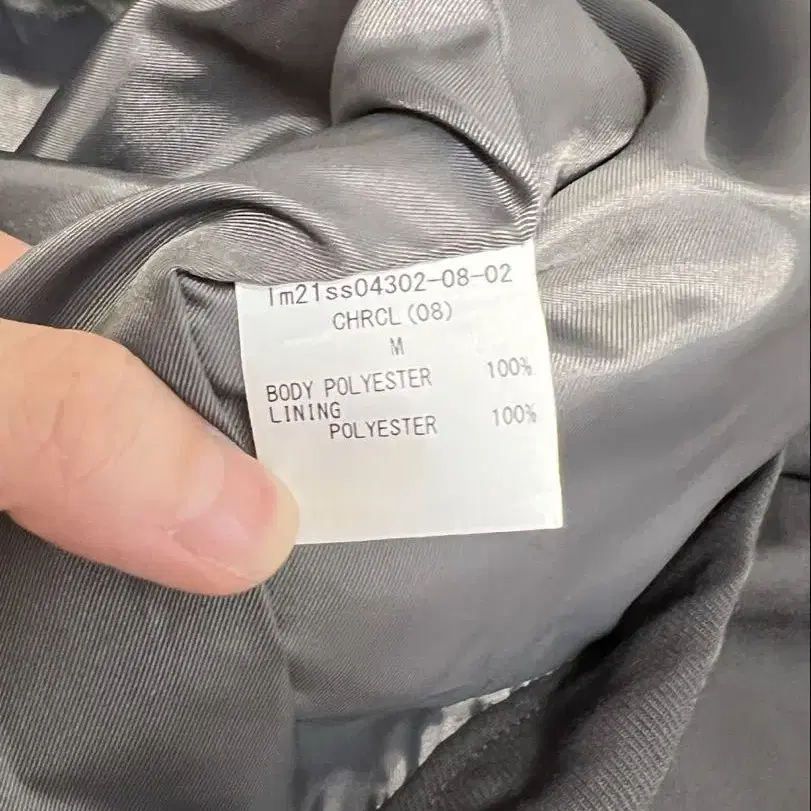 lm21ss04302-08-02
CHRCL(08)
M
BODY POLYESTER 100%
LINING
POLYESTER 100%